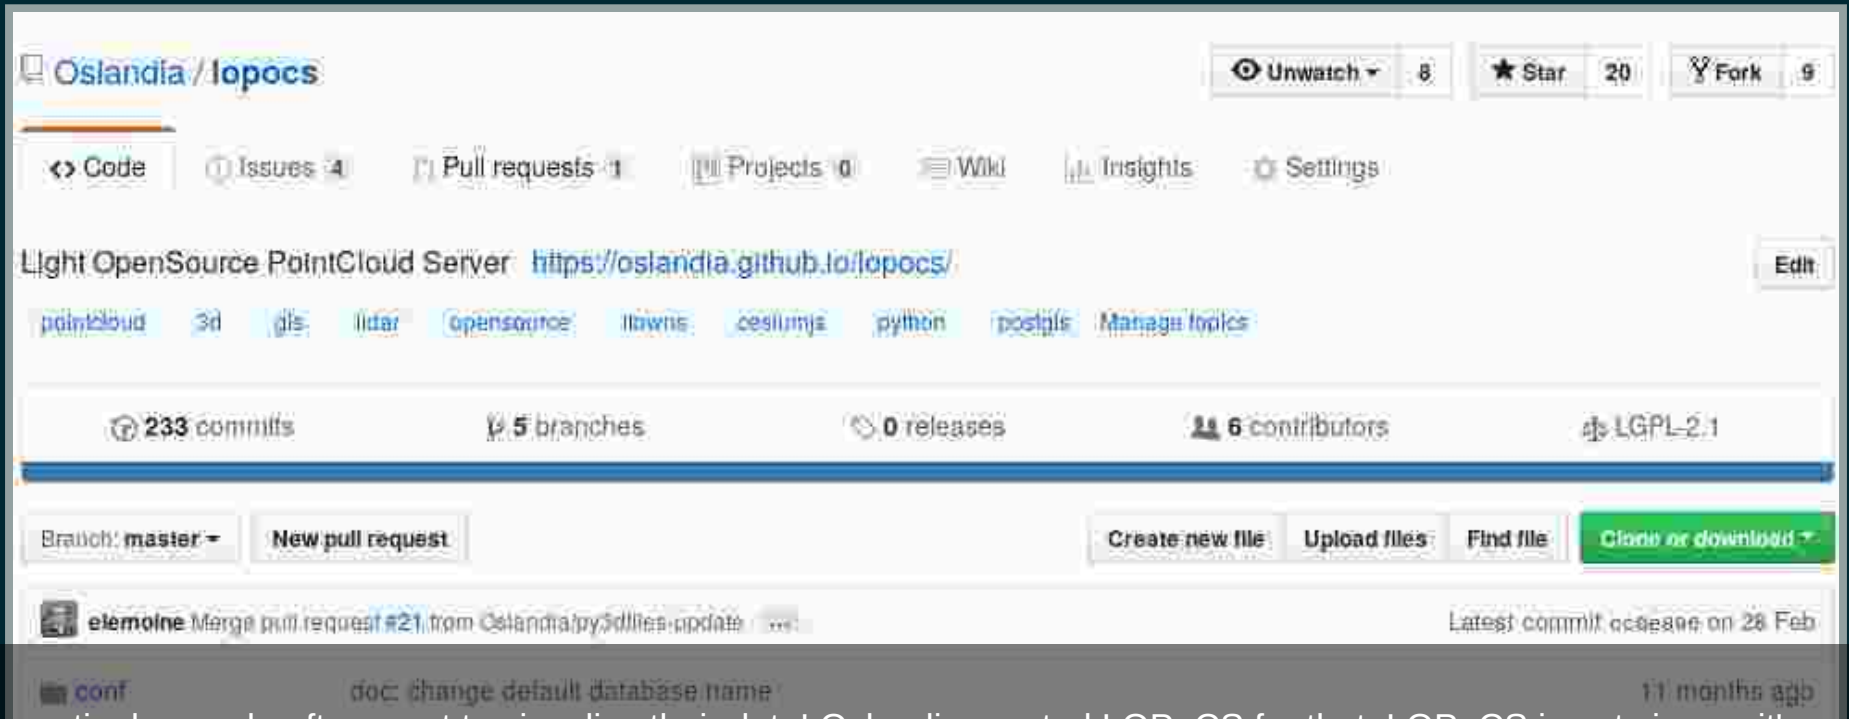 Oslandia / lopocs Unwatch 8 Star 20 Fork 9
<> Code Issues 4 Pull requests 1 Projects 0 Wiki Insights Settings
Light OpenSource PointCloud Server https://oslandia.github.io/lopocs/ Edit
pointcloud 3d gis lidar opensource itowns cesiumjs python postgis Manage topics
233 commits 5 branches 0 releases 6 contributors LGPL-2.1
Branch: master New pull request Create new file Upload files Find file Clone or download
elemoine Merge pull request #21 from Oslandia/py3dtiles-update ... Latest commit on 28 Feb
conf doc: change default database name 11 months ago